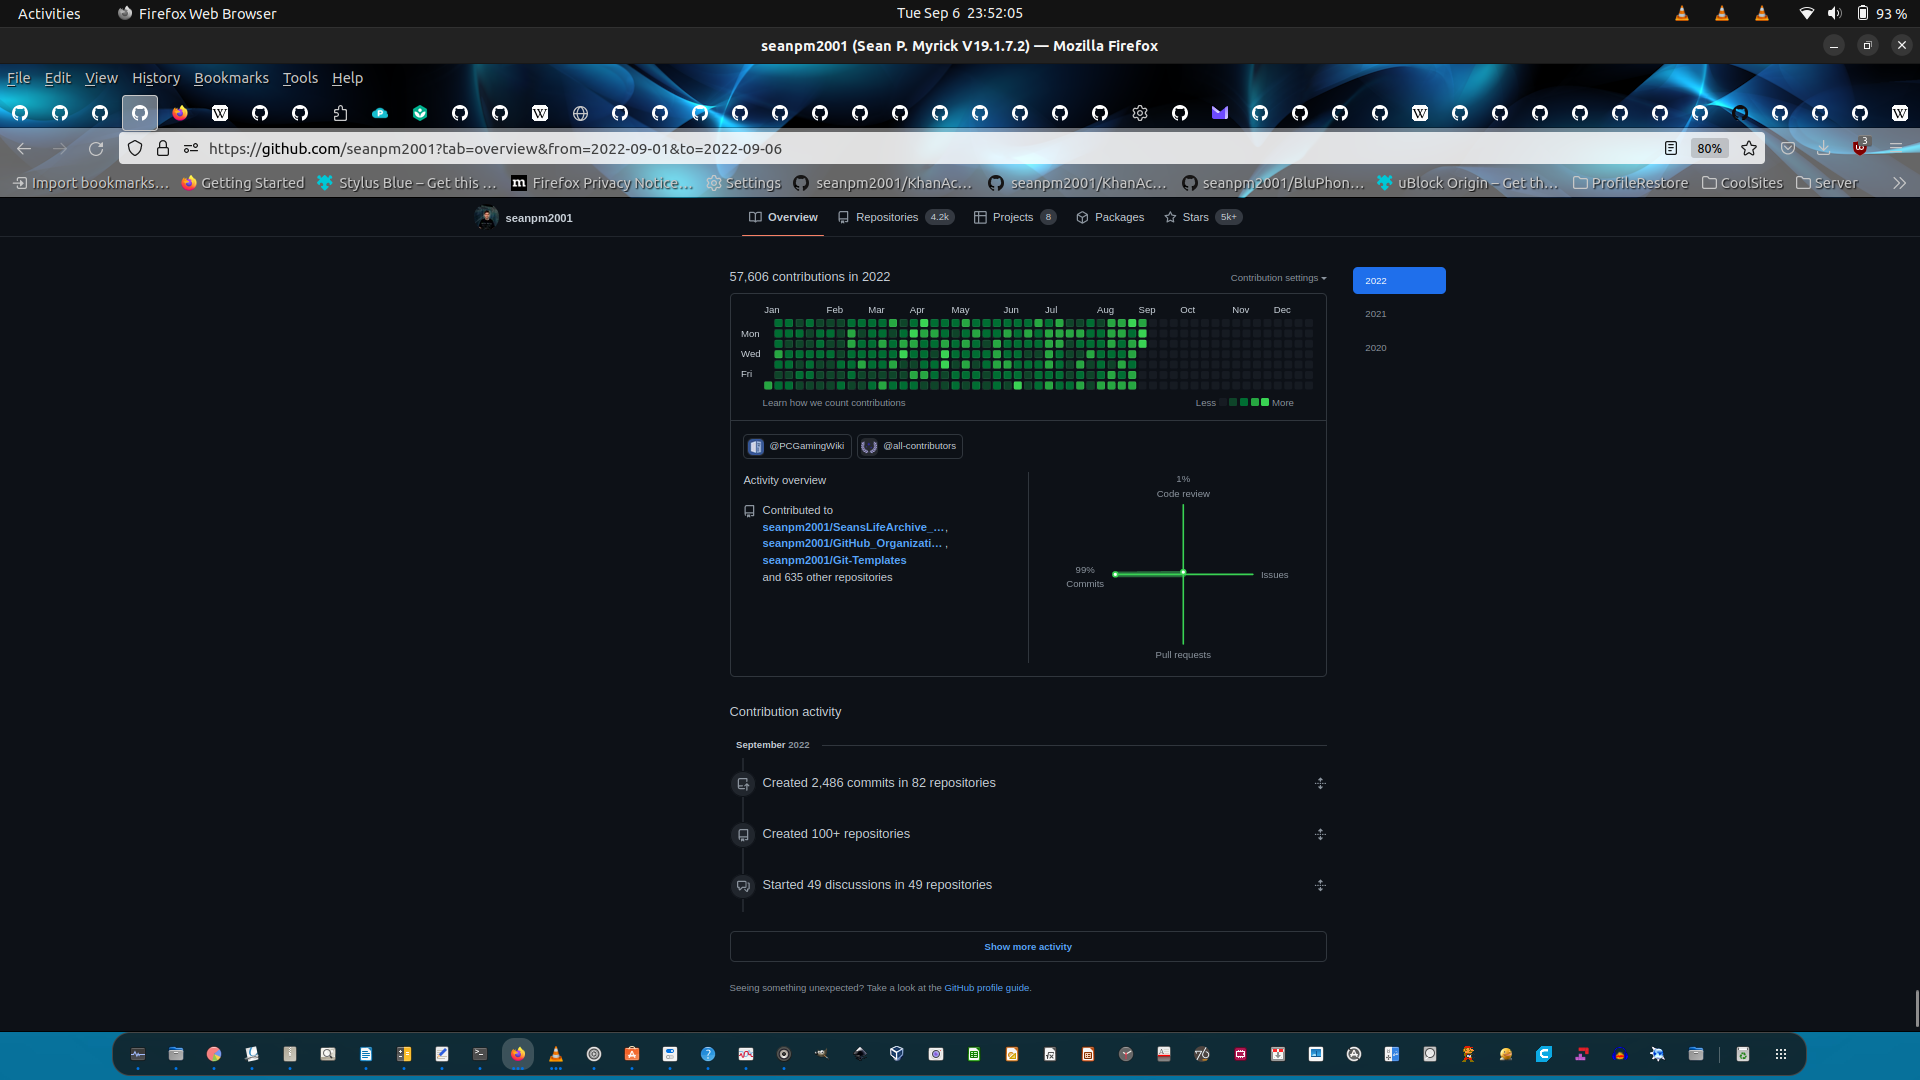 Activities
Firefox Web Browser
Tue Sep 6 23:52:05
93 %
seanpm2001 (Sean P. Myrick V19.1.7.2) — Mozilla Firefox
File Edit View History Bookmarks Tools Help
https://github.com/seanpm2001?tab=overview&from=2022-09-01&to=2022-09-06
80%
3
Import bookmarks…
Getting Started
Stylus Blue – Get this …
Firefox Privacy Notice…
Settings
seanpm2001/KhanAc…
seanpm2001/KhanAc…
seanpm2001/BluPhon…
uBlock Origin – Get th…
ProfileRestore
CoolSites
Server
seanpm2001
Overview
Repositories 4.2k
Projects 8
Packages
Stars 5k+
57,606 contributions in 2022
Contribution settings
2022
2021
2020
Jan Feb Mar Apr May Jun Jul Aug Sep Oct Nov Dec
Mon
Wed
Fri
Learn how we count contributions
Less More
@PCGamingWiki
@all-contributors
Activity overview
Contributed to
seanpm2001/SeansLifeArchive_…,
seanpm2001/GitHub_Organizati… ,
seanpm2001/Git-Templates
and 635 other repositories
1%
Code review
99%
Commits
Issues
Pull requests
Contribution activity
September 2022
Created 2,486 commits in 82 repositories
Created 100+ repositories
Started 49 discussions in 49 repositories
Show more activity
Seeing something unexpected? Take a look at the GitHub profile guide.